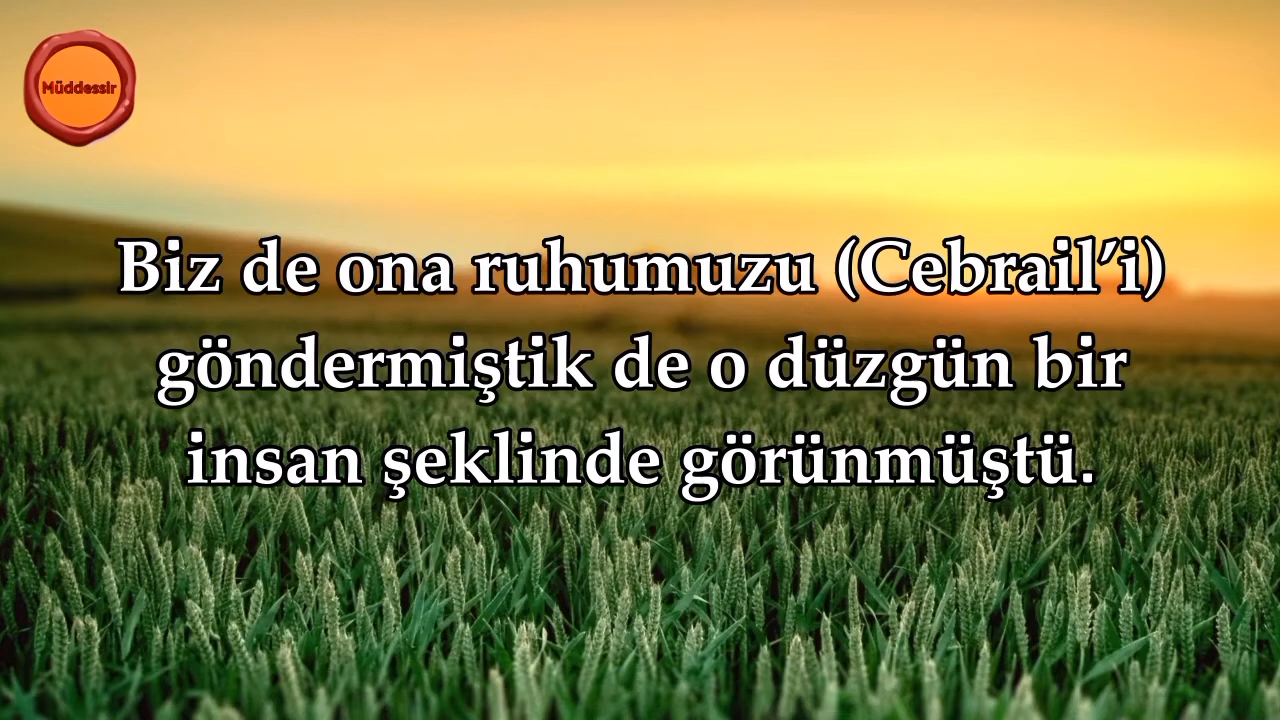 Müddessir
Biz de ona ruhumuzu (Cebrail’i)
göndermiştik de o düzgün bir
insan şeklinde görünmüştü.